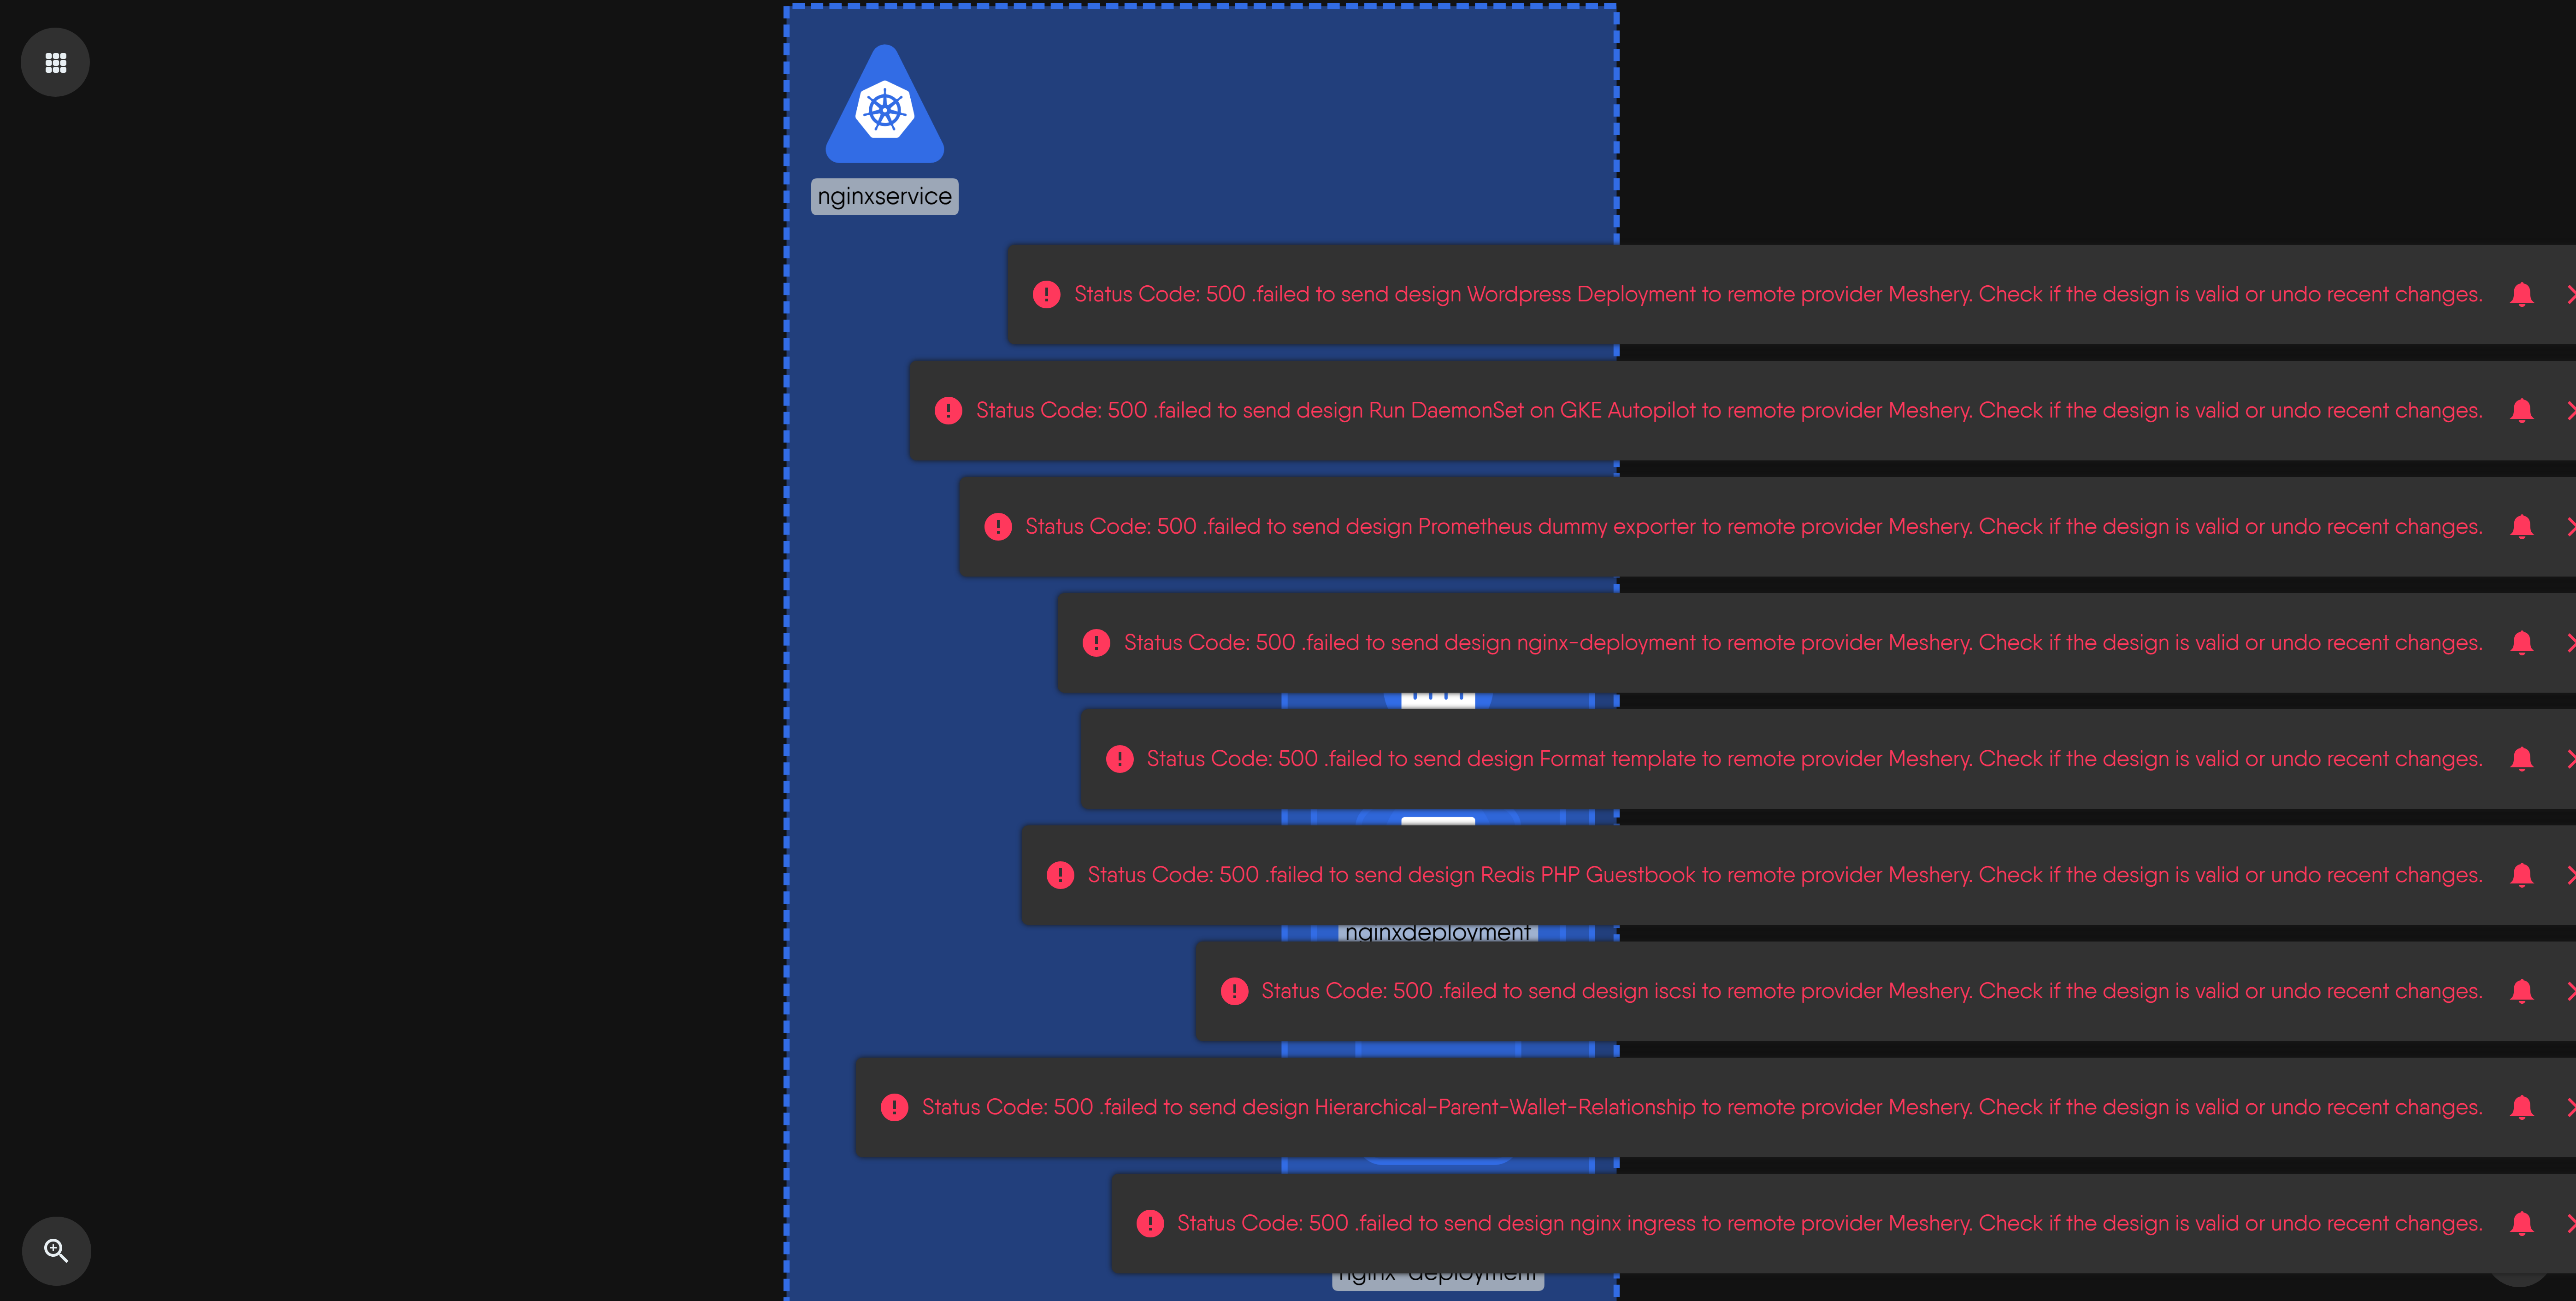 nginxservice
Status Code: 500 .failed to send design Wordpress Deployment to remote provider Meshery. Check if the design is valid or undo recent changes.
Status Code: 500 .failed to send design Run DaemonSet on GKE Autopilot to remote provider Meshery. Check if the design is valid or undo recent changes.
Status Code: 500 .failed to send design Prometheus dummy exporter to remote provider Meshery. Check if the design is valid or undo recent changes.
Status Code: 500 .failed to send design nginx-deployment to remote provider Meshery. Check if the design is valid or undo recent changes.
Status Code: 500 .failed to send design Format template to remote provider Meshery. Check if the design is valid or undo recent changes.
Status Code: 500 .failed to send design Redis PHP Guestbook to remote provider Meshery. Check if the design is valid or undo recent changes.
nginxdeployment
Status Code: 500 .failed to send design iscsi to remote provider Meshery. Check if the design is valid or undo recent changes.
Status Code: 500 .failed to send design Hierarchical-Parent-Wallet-Relationship to remote provider Meshery. Check if the design is valid or undo recent changes.
Status Code: 500 .failed to send design nginx ingress to remote provider Meshery. Check if the design is valid or undo recent changes.